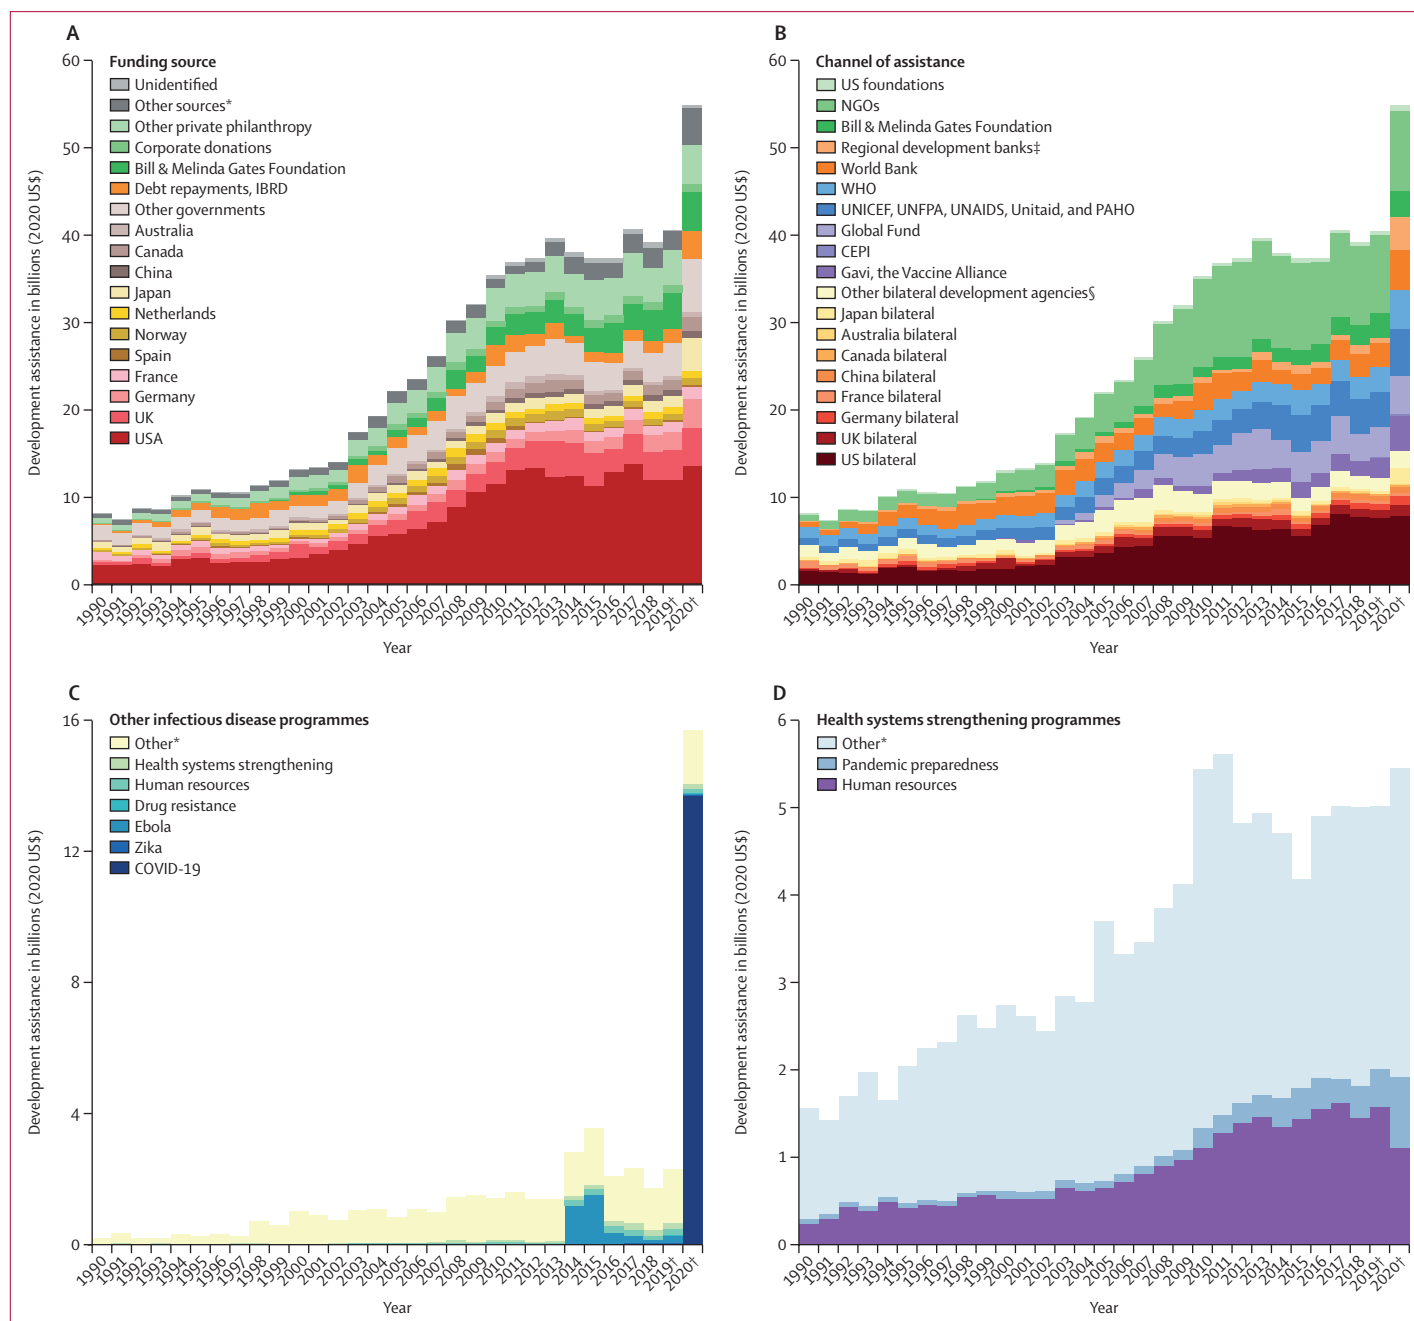 A
Development assistance in billions (2020 US$)
60
50
40
30
20
10
0
Funding source
Unidentified
Other sources*
Other private philanthropy
Corporate donations
Bill & Melinda Gates Foundation
Debt repayments, IBRD
Other governments
Australia
Canada
China
Japan
Netherlands
Norway
Spain
France
Germany
UK
USA
1990
1991
1992
1993
1994
1995
1996
1997
1998
1999
2000
2001
2002
2003
2004
2005
2006
2007
2008
2009
2010
2011
2012
2013
2014
2015
2016
2017
2018
2019†
2020†
Year
B
60
50
40
30
20
10
0
Development assistance in billions (2020 US$)
Channel of assistance
US foundations
NGOs
Bill & Melinda Gates Foundation
Regional development banks‡
World Bank
WHO
UNICEF, UNFPA, UNAIDS, Unitaid, and PAHO
Global Fund
CEPI
Gavi, the Vaccine Alliance
Other bilateral development agencies§
Japan bilateral
Australia bilateral
Canada bilateral
China bilateral
France bilateral
Germany bilateral
UK bilateral
US bilateral
1990
1991
1992
1993
1994
1995
1996
1997
1998
1999
2000
2001
2002
2003
2004
2005
2006
2007
2008
2009
2010
2011
2012
2013
2014
2015
2016
2017
2018
2019†
2020†
Year
C
16
12
8
4
0
Development assistance in billions (2020 US$)
Other infectious disease programmes
Other*
Health systems strengthening
Human resources
Drug resistance
Ebola
Zika
COVID-19
1990
1991
1992
1993
1994
1995
1996
1997
1998
1999
2000
2001
2002
2003
2004
2005
2006
2007
2008
2009
2010
2011
2012
2013
2014
2015
2016
2017
2018
2019†
2020†
Year
D
6
5
4
3
2
1
0
Development assistance in billions (2020 US$)
Health systems strengthening programmes
Other*
Pandemic preparedness
Human resources
1990
1991
1992
1993
1994
1995
1996
1997
1998
1999
2000
2001
2002
2003
2004
2005
2006
2007
2008
2009
2010
2011
2012
2013
2014
2015
2016
2017
2018
2019†
2020†
Year